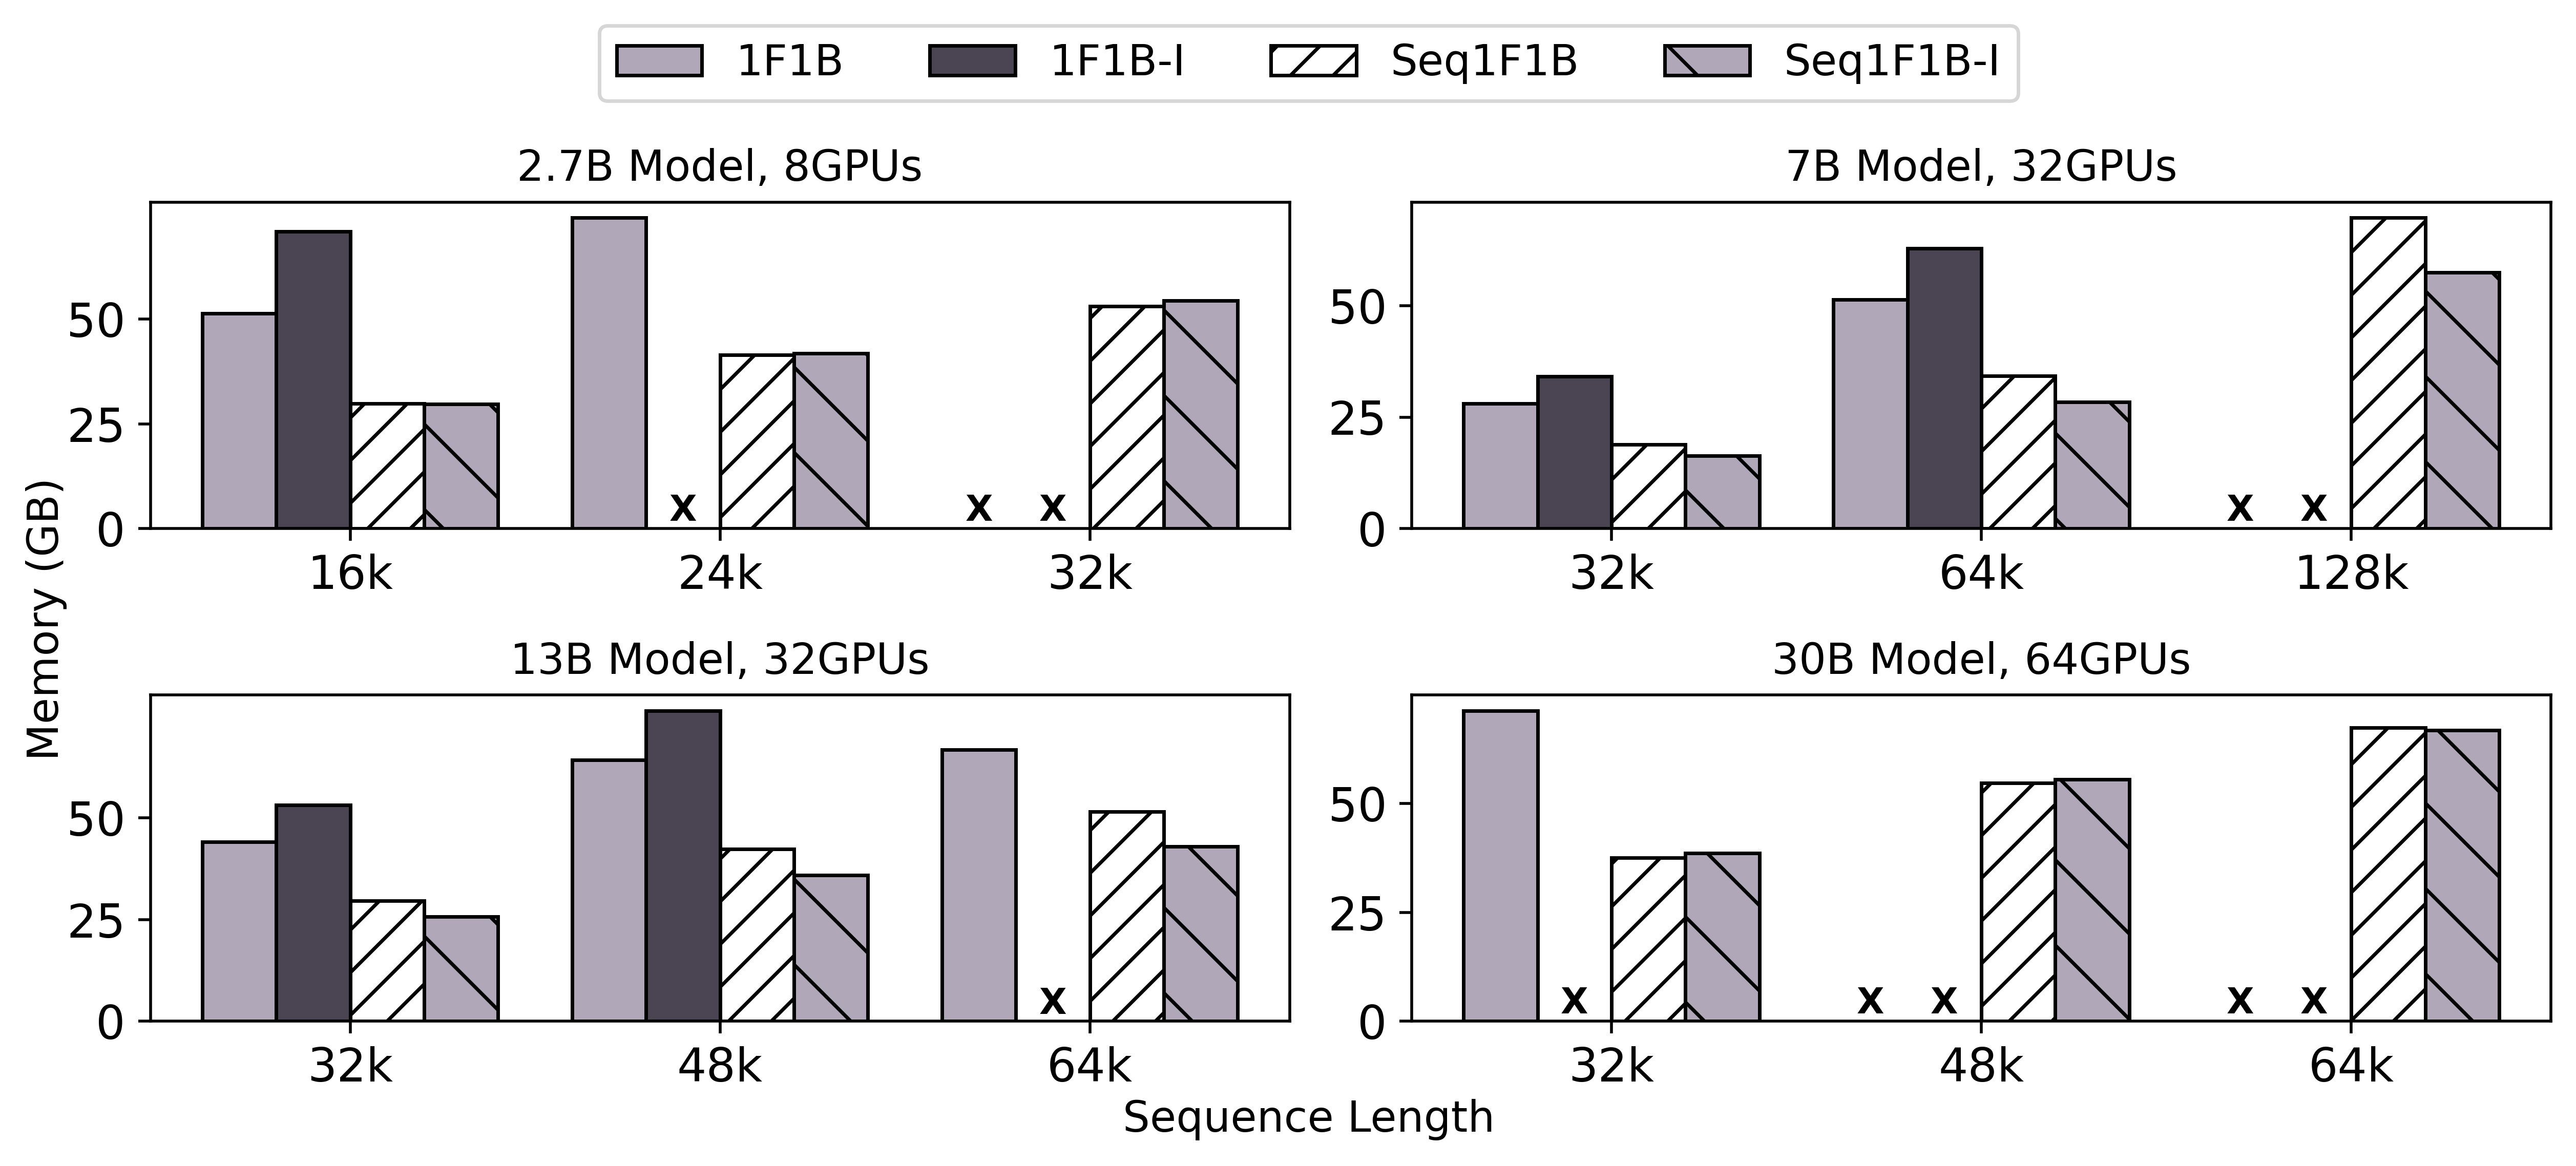 1F1B 1F1B-I Seq1F1B Seq1F1B-I
2.7B Model, 8GPUs
50
25
0
X X X
16k 24k 32k
7B Model, 32GPUs
50
25
0
X X
32k 64k 128k
13B Model, 32GPUs
50
25
0
X
32k 48k 64k
30B Model, 64GPUs
50
25
0
X X X X X
32k 48k 64k
Memory (GB)
Sequence Length